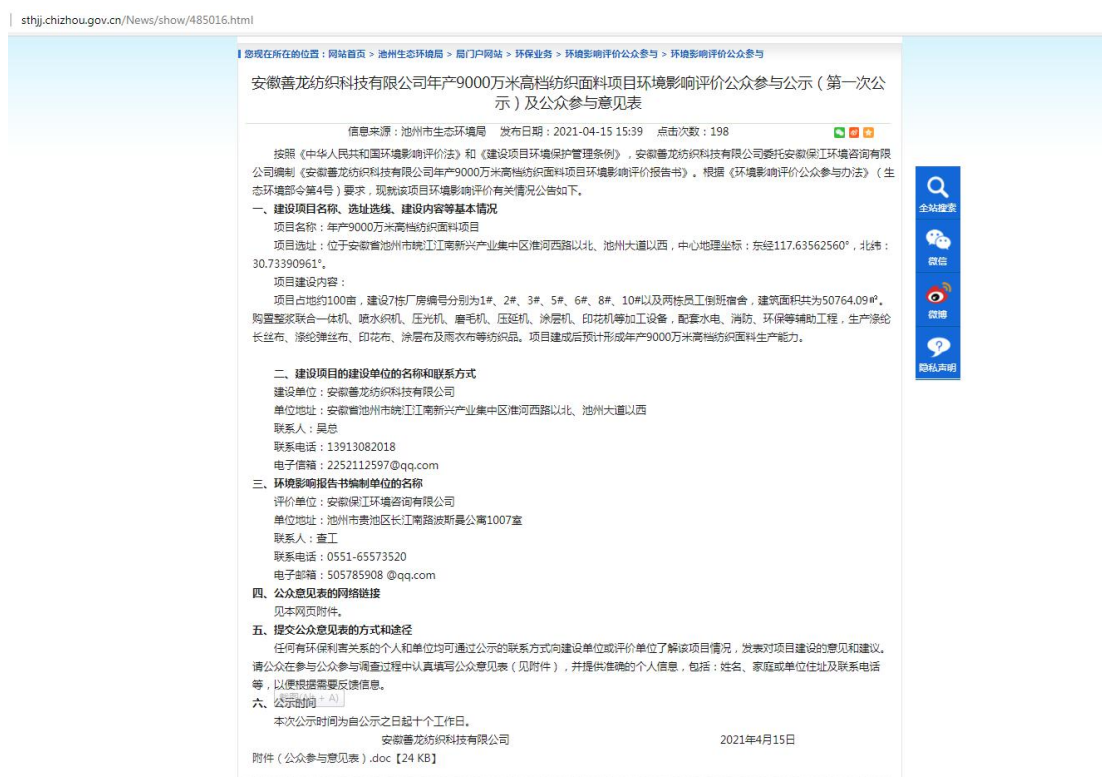 sthjj.chizhou.gov.cn/News/show/485016.html
您现在所在的位置：网站首页 > 池州生态环境局 > 局门户网站 > 环保业务 > 环境影响评价公众参与 > 环境影响评价公众参与
安徽善龙纺织科技有限公司年产9000万米高档纺织面料项目环境影响评价公众参与公示（第一次公
示）及公众参与意见表
信息来源：池州市生态环境局 发布日期：2021-04-15 15:39 点击次数：198
按照《中华人民共和国环境影响评价法》和《建设项目环境保护管理条例》，安徽善龙纺织科技有限公司委托安徽保江环境咨询有限
公司编制《安徽善龙纺织科技有限公司年产9000万米高档纺织面料项目环境影响评价报告书》。根据《环境影响评价公众参与办法》（生
态环境部令第4号）要求，现就该项目环境影响评价有关情况公告如下。
一、建设项目名称、选址选线、建设内容等基本情况
项目名称：年产9000万米高档纺织面料项目
项目选址：位于安徽省池州市皖江江南新兴产业集中区淮河西路以北、池州大道以西，中心地理坐标：东经117.63562560°，北纬：
30.73390961°。
项目建设内容：
项目占地约100亩，建设7栋厂房编号分别为1#、2#、3#、5#、6#、8#、10#以及两栋员工倒班宿舍，建筑面积共为50764.09㎡。
购置整浆联合一体机、喷水织机、压光机、磨毛机、压延机、涂层机、印花机等加工设备，配套水电、消防、环保等辅助工程，生产涤纶
长丝布、涤纶弹丝布、印花布、涂层布及雨衣布等纺织品。项目建成后预计形成年产9000万米高档纺织面料生产能力。
二、建设项目的建设单位的名称和联系方式
建设单位：安徽善龙纺织科技有限公司
单位地址：安徽省池州市皖江江南新兴产业集中区淮河西路以北、池州大道以西
联系人：吴总
联系电话：13913082018
电子信箱：2252112597@qq.com
三、环境影响报告书编制单位的名称
评价单位：安徽保江环境咨询有限公司
单位地址：池州市贵池区长江南路波斯曼公寓1007室
联系人：查工
联系电话：0551-65573520
电子邮箱：505785908 @qq.com
四、公众意见表的网络链接
见本网页附件。
五、提交公众意见表的方式和途径
任何有环保利害关系的个人和单位均可通过公示的联系方式向建设单位或评价单位了解该项目情况，发表对项目建设的意见和建议。
请公众在参与公众参与调查过程中认真填写公众意见表（见附件），并提供准确的个人信息，包括：姓名、家庭或单位住址及联系电话
等，以便根据需要反馈信息。
截图(Alt + A)
六、公示时间
本次公示时间为自公示之日起十个工作日。
安徽善龙纺织科技有限公司 2021年4月15日
附件（公众参与意见表）.doc【24 KB】
全站搜索
微信
微博
隐私声明